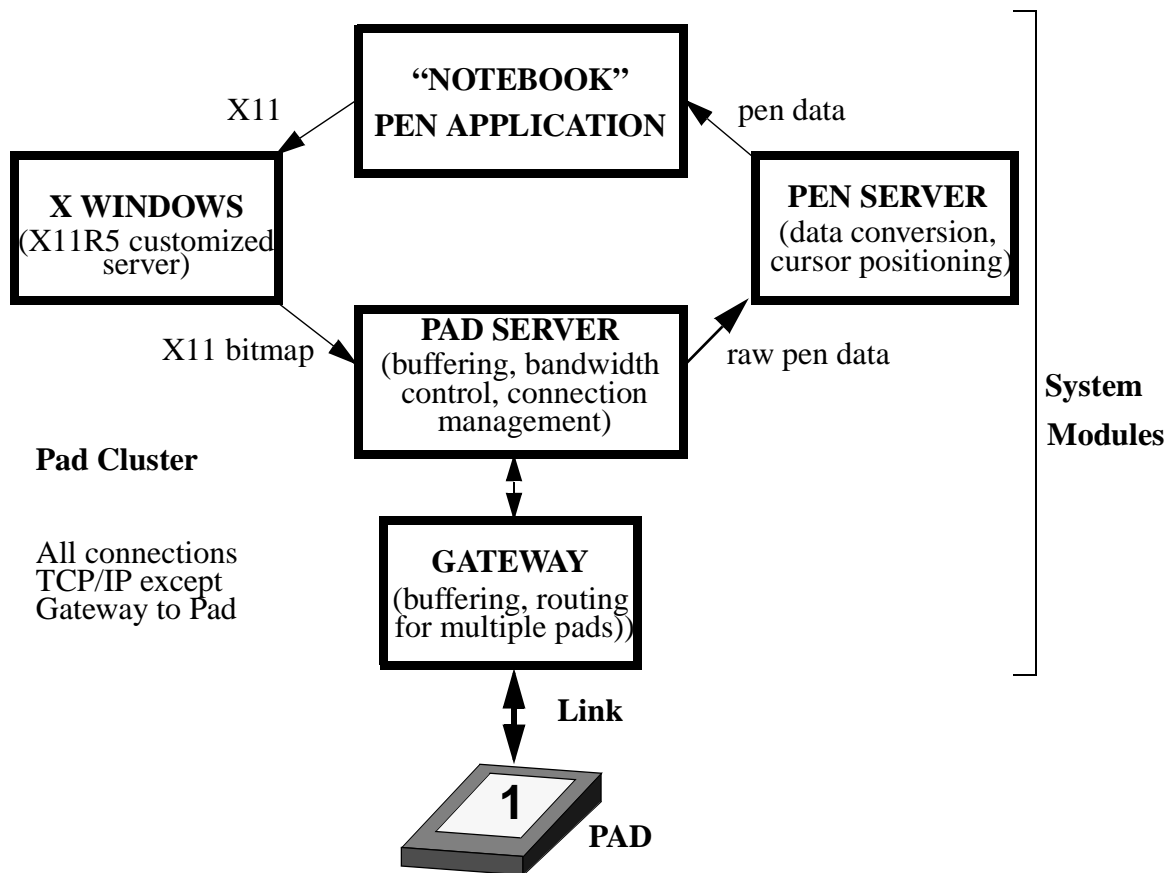 “NOTEBOOK”
PEN APPLICATION
X11
pen data
X WINDOWS
(X11R5 customized
server)
PEN SERVER
(data conversion,
cursor positioning)
X11 bitmap
PAD SERVER
(buffering, bandwidth
control, connection
management)
raw pen data
System
Modules
Pad Cluster
All connections
TCP/IP except
Gateway to Pad
GATEWAY
(buffering, routing
for multiple pads))
Link
1
PAD